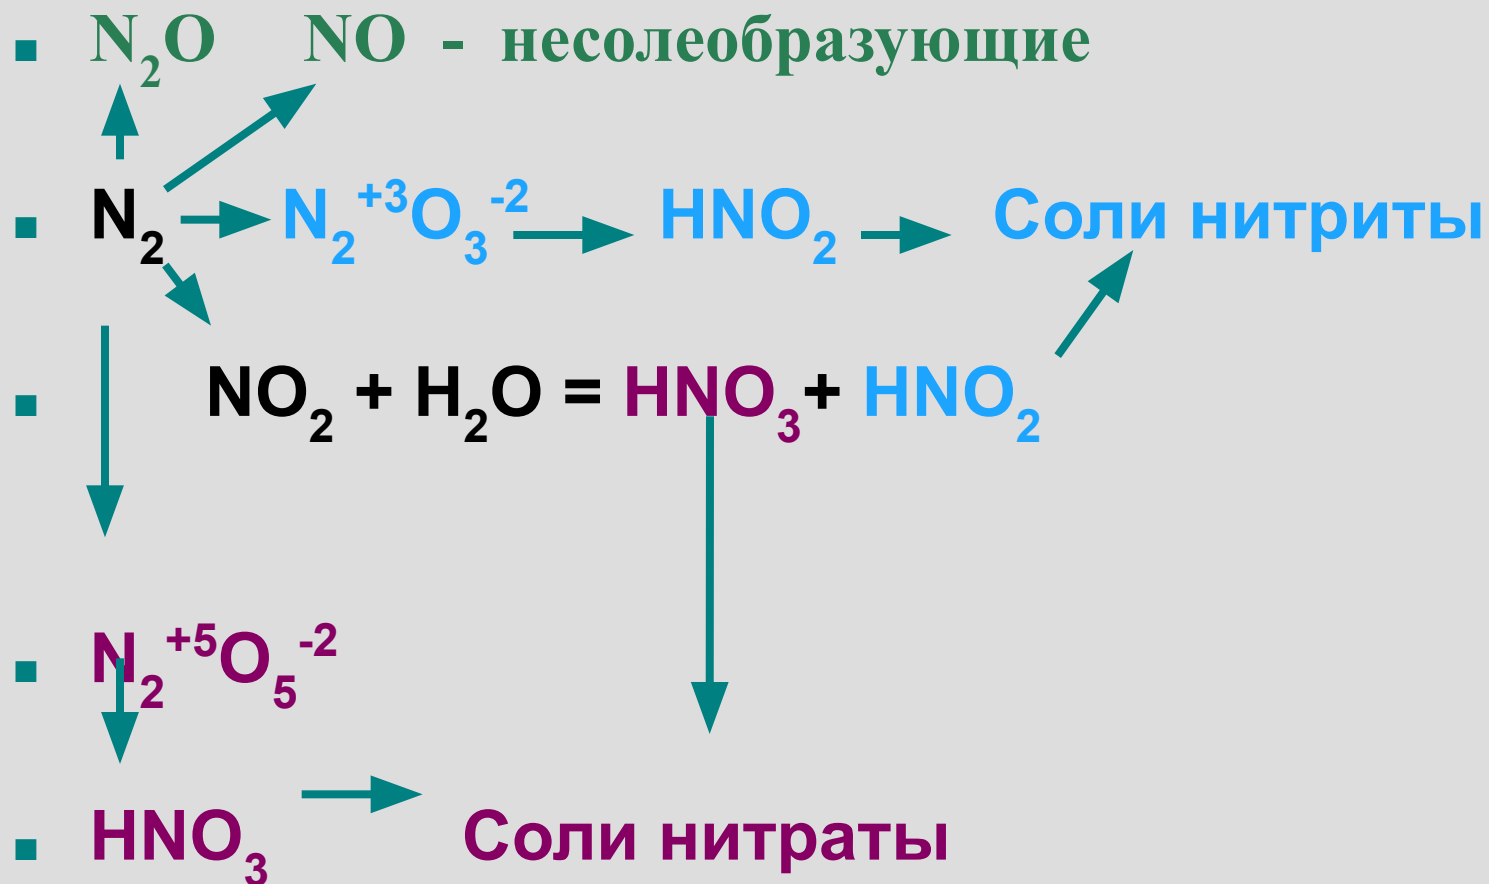 N₂O NO - несолеобразующие
N₂ N₂⁺³O₃⁻² HNO₂ Соли нитриты
NO₂ + H₂O = HNO₃+ HNO₂
N₂⁺⁵O₅⁻²
HNO₃ Соли нитраты